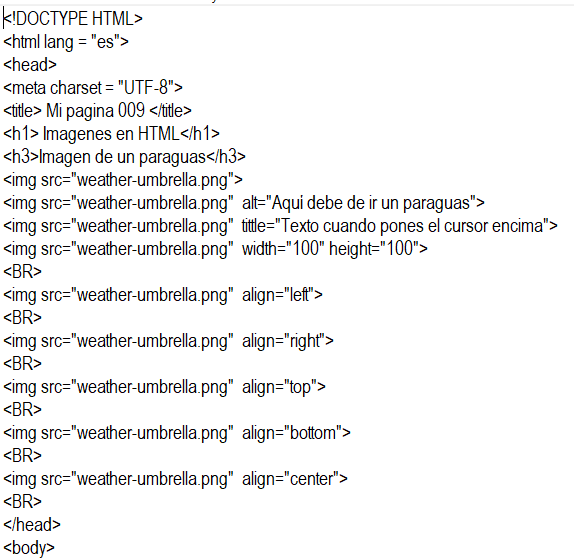 <!DOCTYPE HTML>
<html lang = "es">
<head>
<meta charset = "UTF-8">
<title> Mi pagina 009 </title>
<h1> Imagenes en HTML</h1>
<h3>Imagen de un paraguas</h3>
<img src="weather-umbrella.png">
<img src="weather-umbrella.png"  alt="Aquí debe de ir un paraguas">
<img src="weather-umbrella.png"  tittle="Texto cuando pones el cursor encima">
<img src="weather-umbrella.png"  width="100" height="100">
<BR>
<img src="weather-umbrella.png"  align="left">
<BR>
<img src="weather-umbrella.png"  align="right">
<BR>
<img src="weather-umbrella.png"  align="top">
<BR>
<img src="weather-umbrella.png"  align="bottom">
<BR>
<img src="weather-umbrella.png"  align="center">
<BR>
</head>
<body>